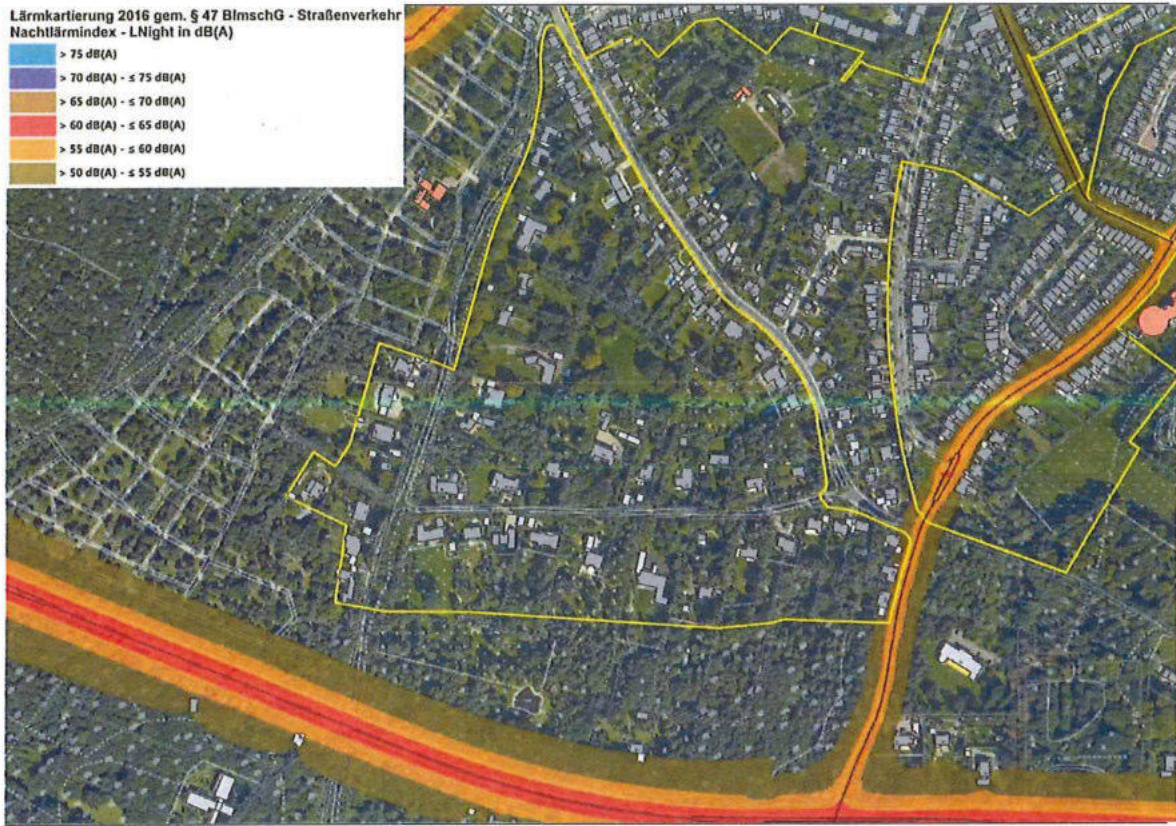 Lärmkartierung 2016 gem. § 47 BImschG - Straßenverkehr
Nachtlärmindex - LNight in dB(A)
> 75 dB(A)
> 70 dB(A) - ≤ 75 dB(A)
> 65 dB(A) - ≤ 70 dB(A)
> 60 dB(A) - ≤ 65 dB(A)
> 55 dB(A) - ≤ 60 dB(A)
> 50 dB(A) - ≤ 55 dB(A)